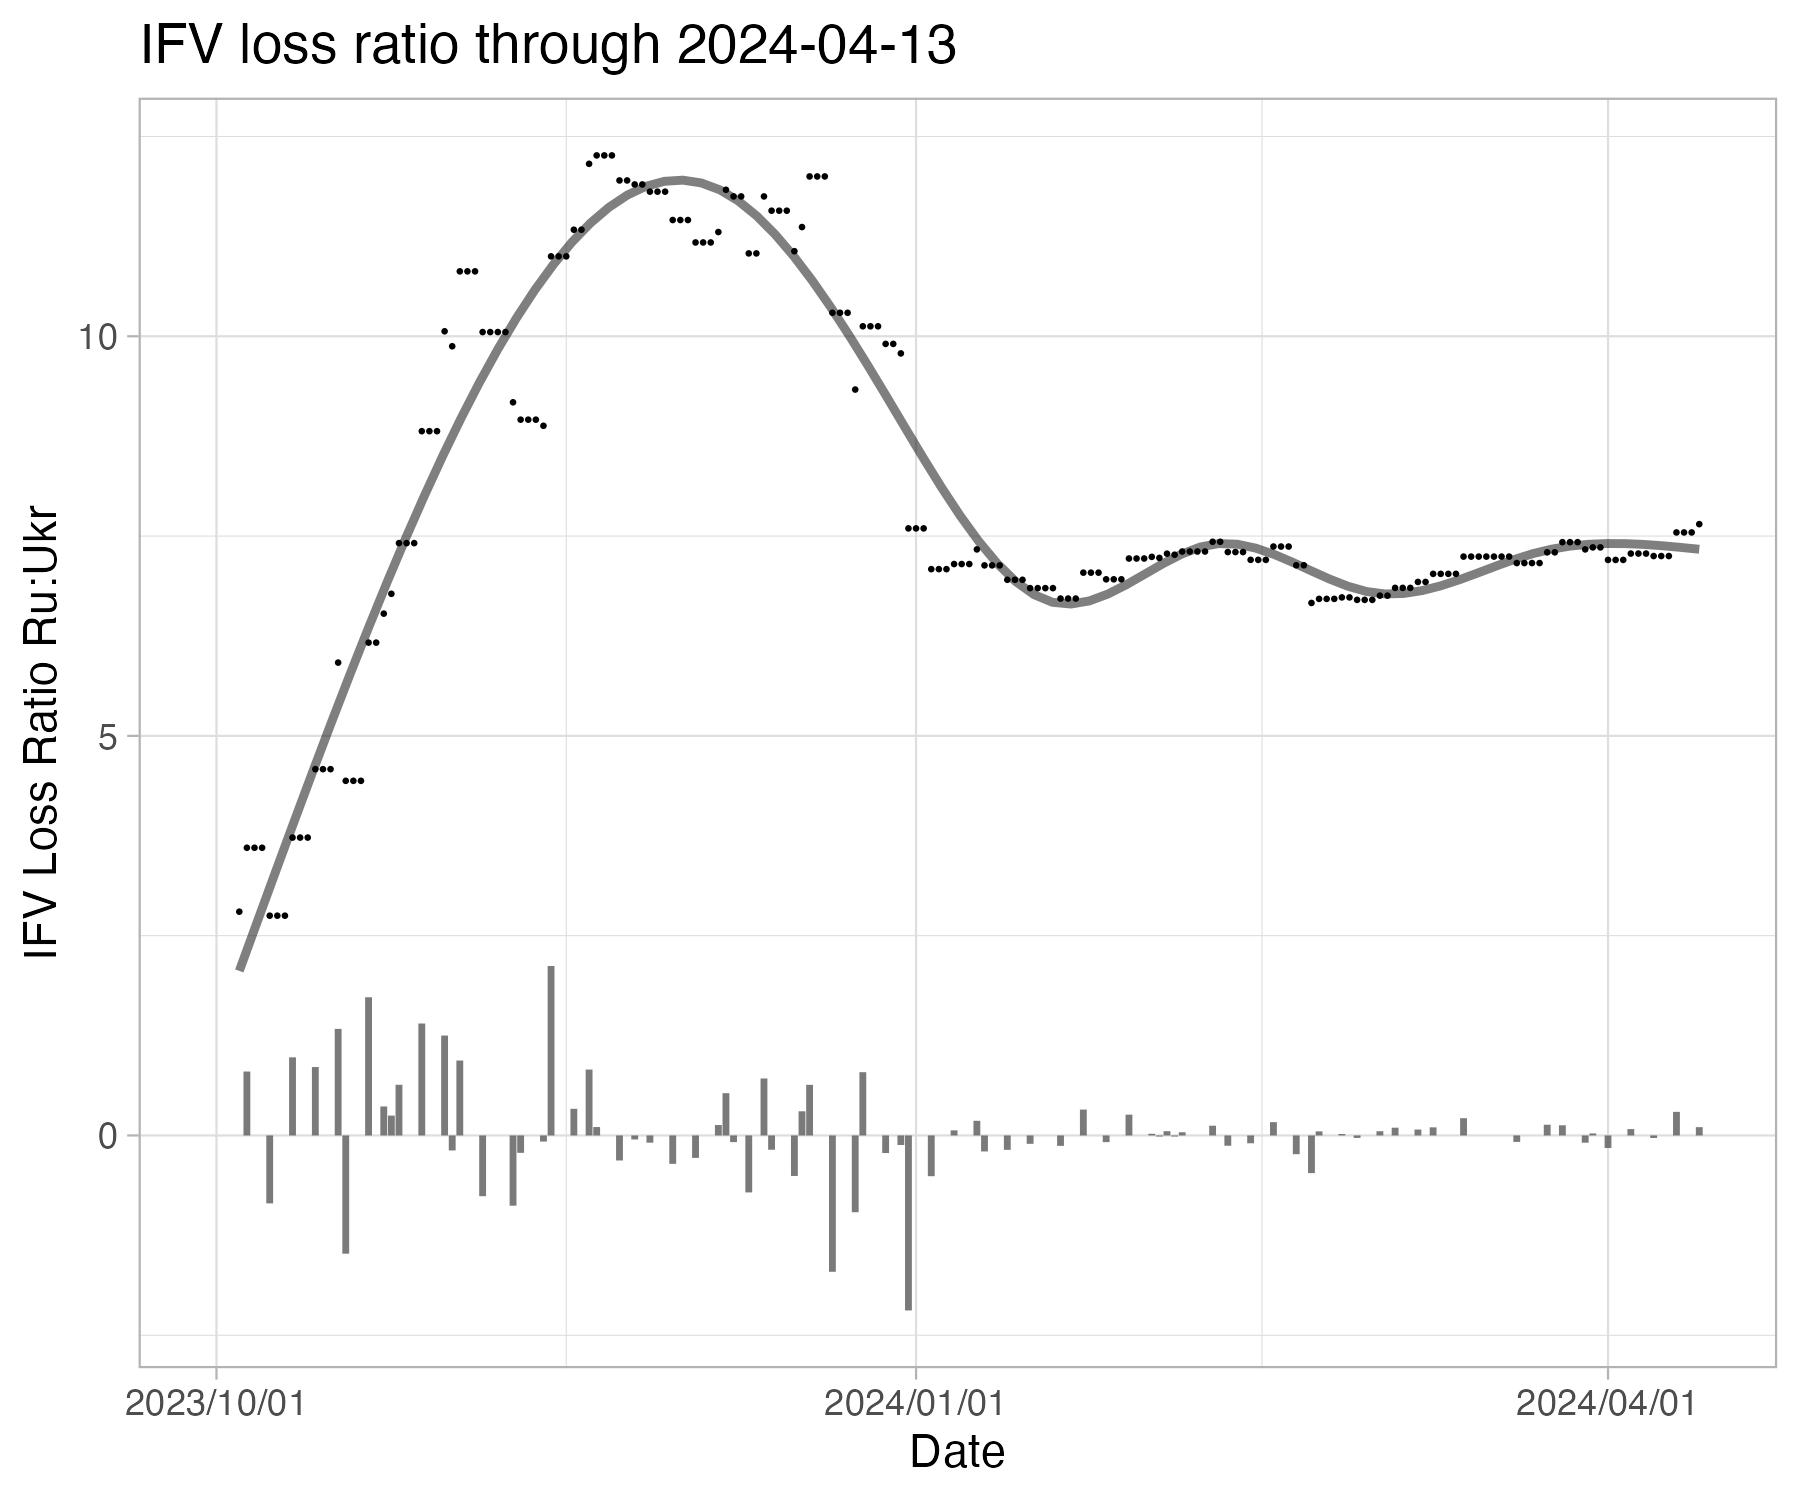 IFV loss ratio through 2024-04-13
IFV Loss Ratio Ru:Ukr
10
5
0
2023/10/01
2024/01/01
2024/04/01
Date